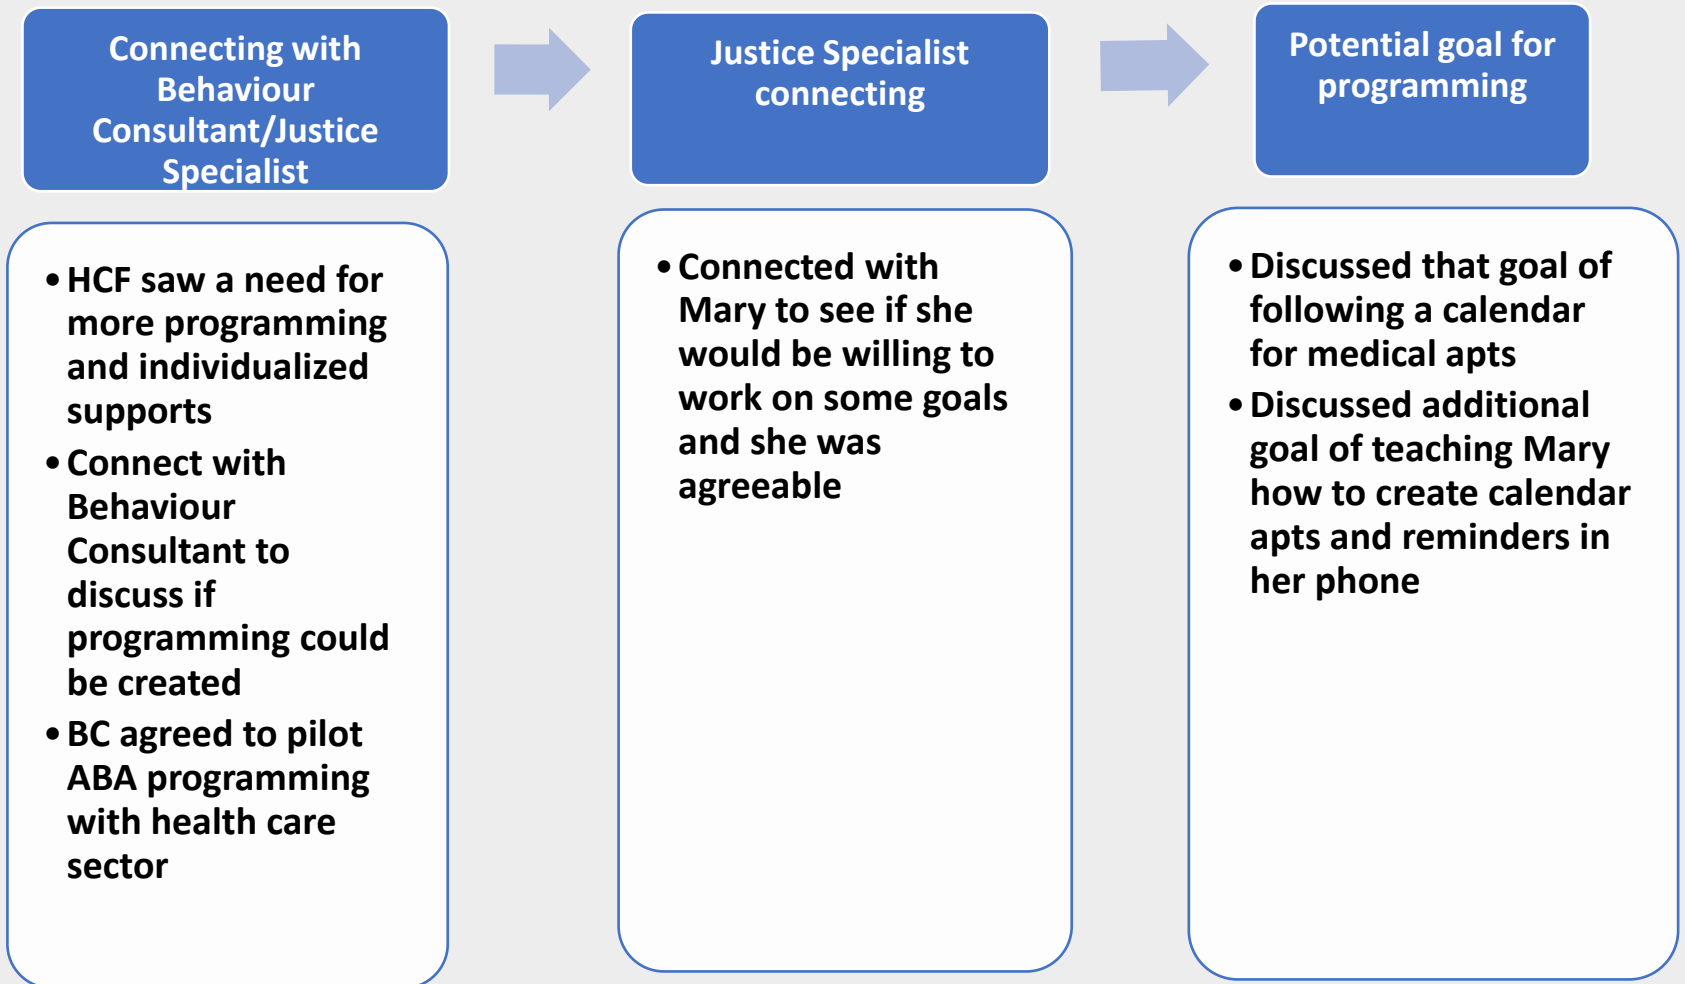 Connecting with
Behaviour
Consultant/Justice
Specialist
• HCF saw a need for
more programming
and individualized
supports
• Connect with
Behaviour
Consultant to
discuss if
programming could
be created
• BC agreed to pilot
ABA programming
with health care
sector
Justice Specialist
connecting
• Connected with
Mary to see if she
would be willing to
work on some goals
and she was
agreeable
Potential goal for
programming
• Discussed that goal of
following a calendar
for medical apts
• Discussed additional
goal of teaching Mary
how to create calendar
apts and reminders in
her phone